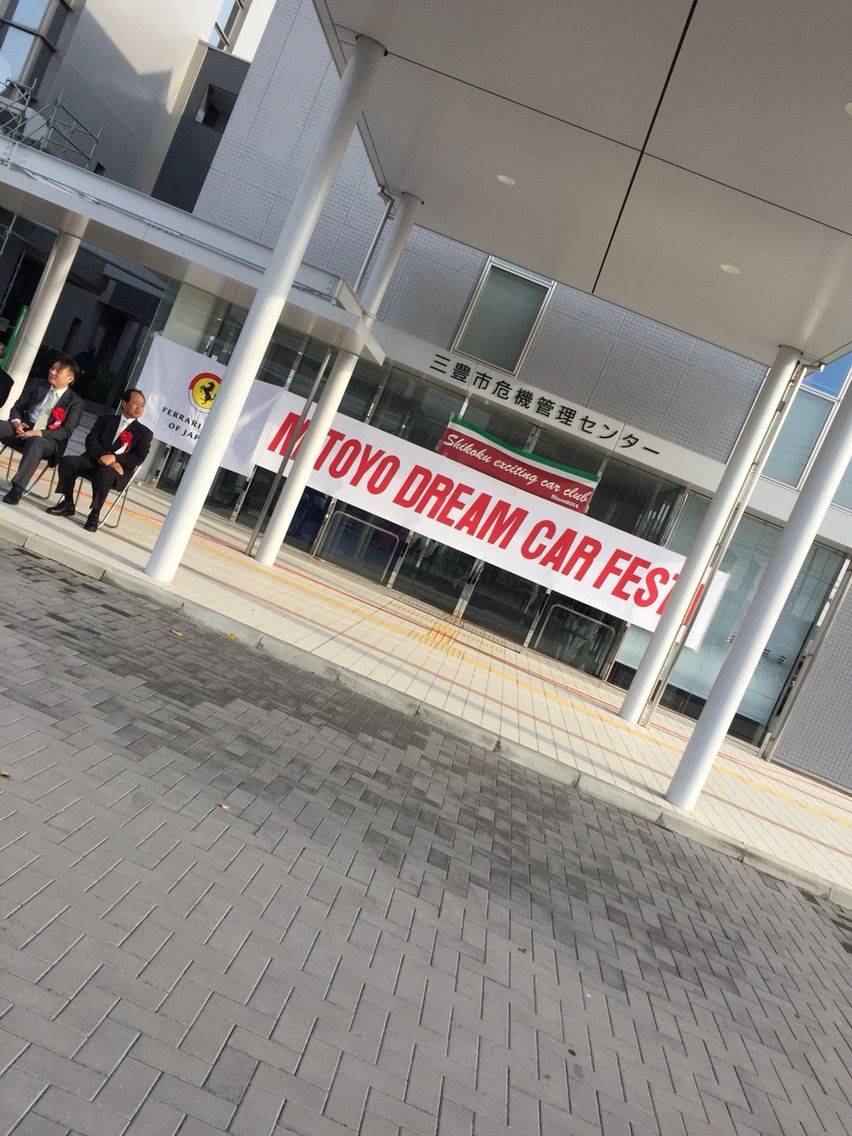 三豊市危機管理センター
Shikoku exciting car club
Since2014
FERRARI
OF JAP
M TOYO DREAM CAR FEST